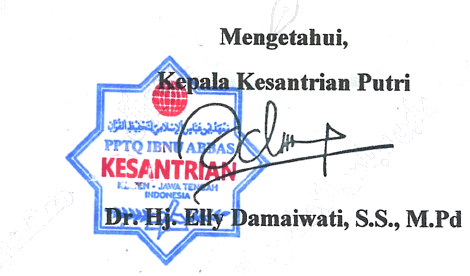 Mengetahui,
Kepala Kesantrian Putri
PPTQ IBNU ABBAS
KESANTRIAN
KLATEN - JAWA TENGAH
INDONESIA
Dr. Hj. Elly Damaiwati, S.S., M.Pd